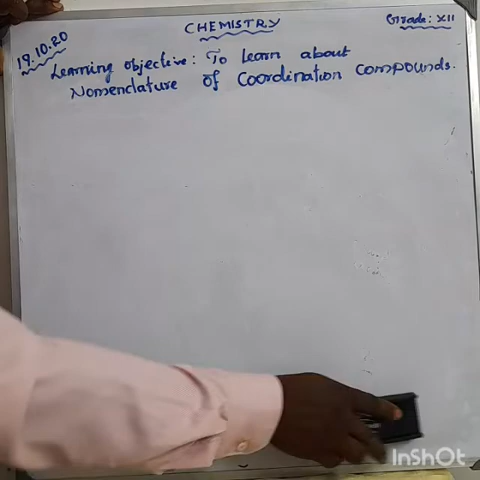 19.10.20
CHEMISTRY
Grade: XII
Learning objective: To learn about
Nomenclature of Coordination Compounds.
InShOt